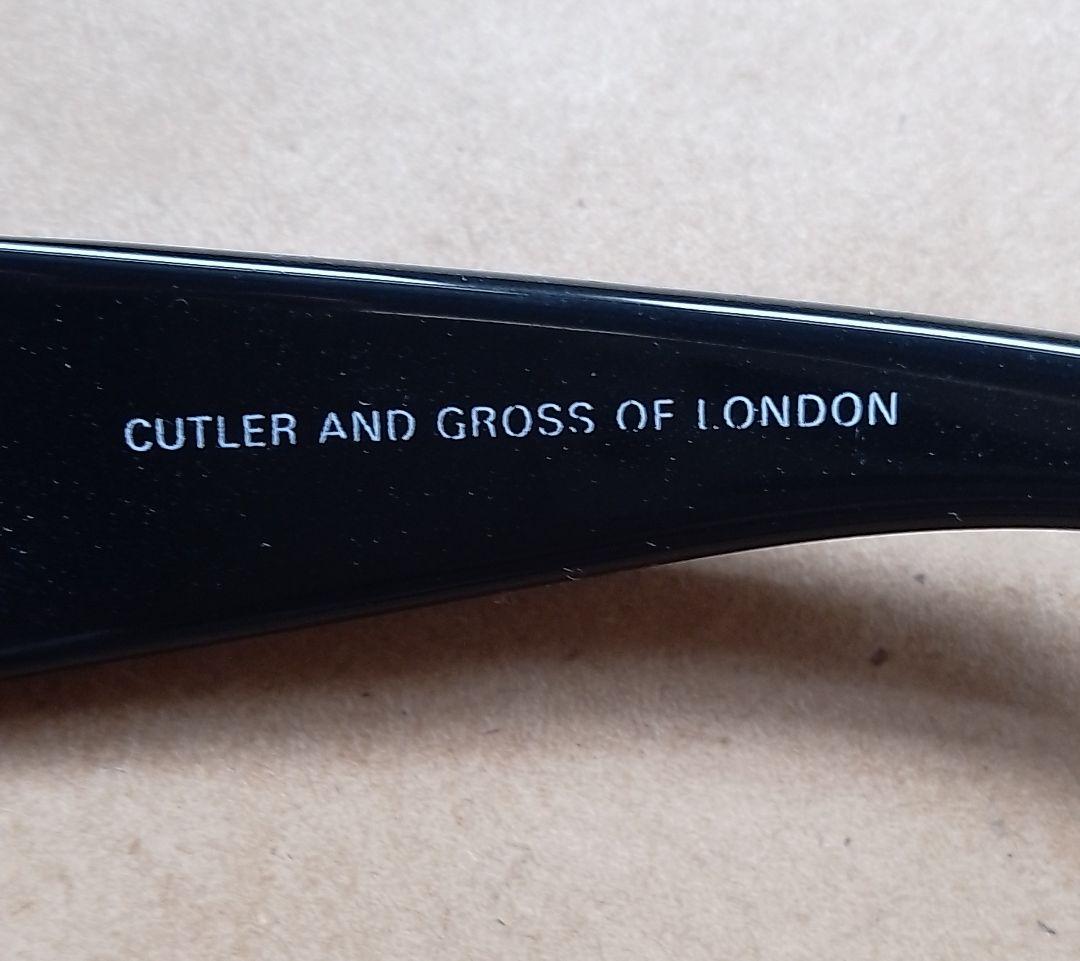 CUTLER AND GROSS OF LONDON